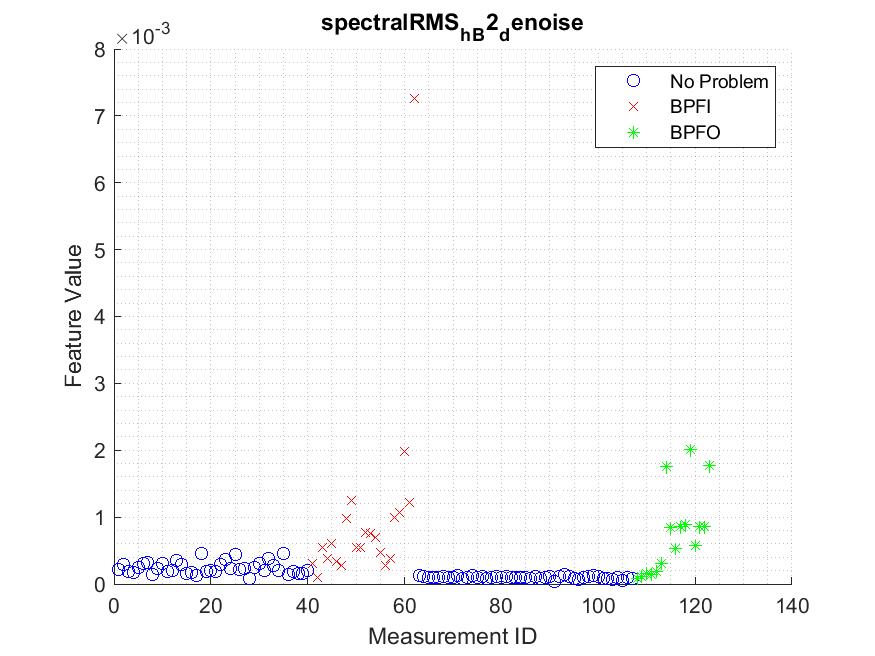 spectralRMS_hB2_denoise
×10^-3
8
7
6
5
4
3
2
1
0
Feature Value
No Problem
BPFI
BPFO
0 20 40 60 80 100 120 140
Measurement ID